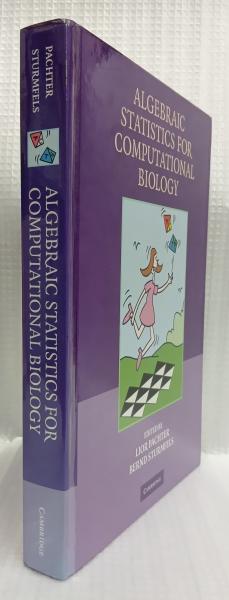 PACHTER
STURMFELS
ALGEBRAIC STATISTICS FOR
COMPUTATIONAL BIOLOGY
CAMBRIDGE
ALGEBRAIC
STATISTICS FOR
COMPUTATIONAL
BIOLOGY
EDITED BY
LIOR PACHTER
BERND STURMFELS
CAMBRIDGE